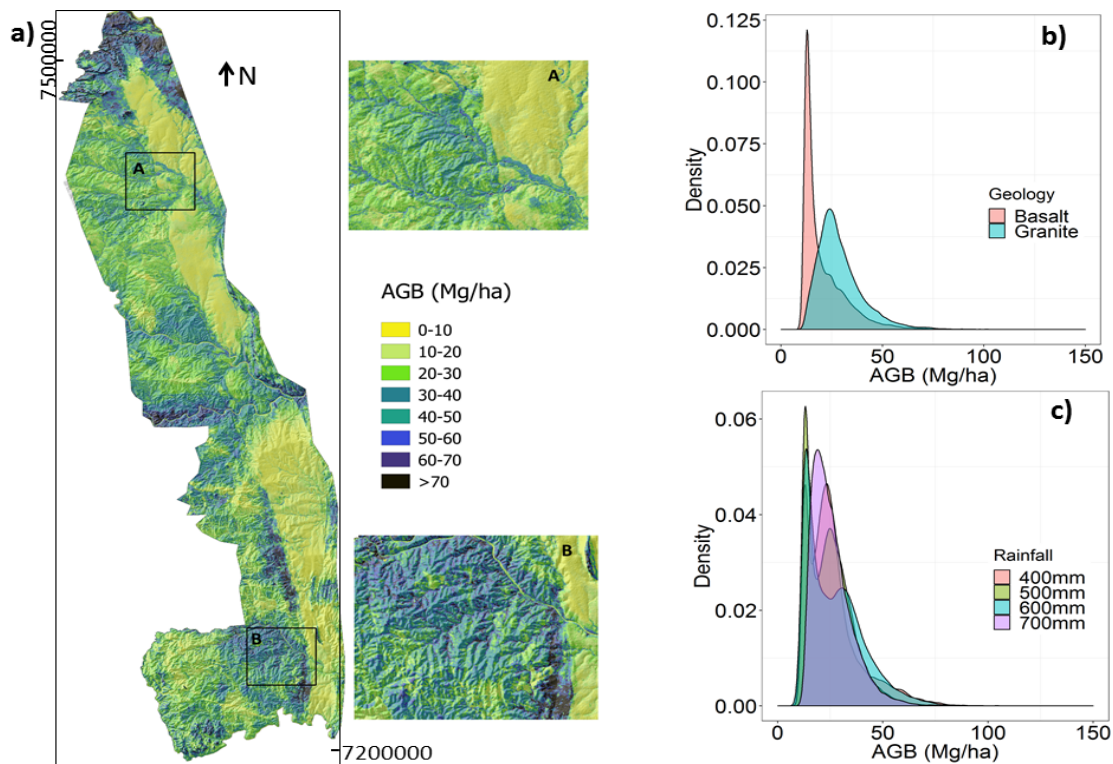 a)
7500000
N
A
B
7200000
A
AGB (Mg/ha)
0-10
10-20
20-30
30-40
40-50
50-60
60-70
>70
B
b)
0.125
0.100
0.075
0.050
0.025
0.000
Density
Geology
Basalt
Granite
0
50
100
150
AGB (Mg/ha)
c)
0.06
0.04
0.02
0.00
Density
Rainfall
400mm
500mm
600mm
700mm
0
50
100
150
AGB (Mg/ha)